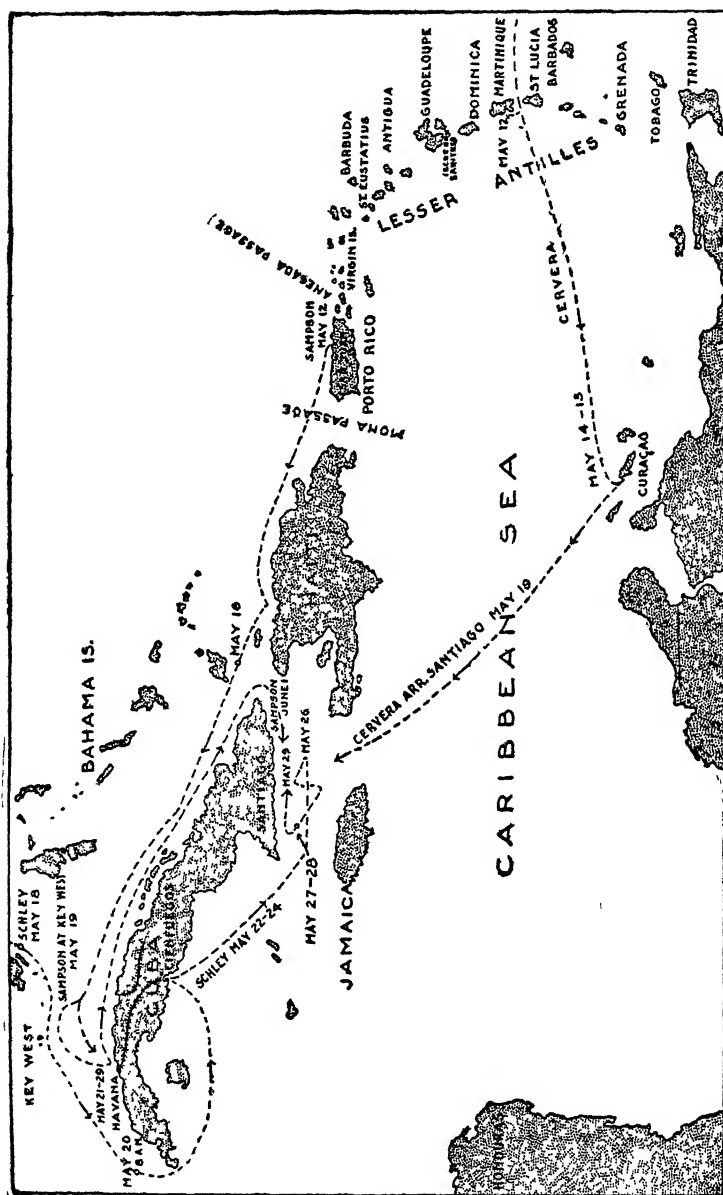 BAHAMA IS.
KEY WEST
SCHLEY
MAY 18
SAMPSON AT KEY WEST
MAY 19
MAY 21-29
HAVANA
MAY 20
CUBA
CIENFUEGOS
SANTIAGO
SCHLEY MAY 22-24
MAY 27-28
MAY 29
MAY 26
SAMPSON
JUNE 1
JAMAICA
MAY 16
HAITI
MONA PASSAGE
SAMPSON
MAY 12
PORTO RICO
ANEGADA PASSAGE
VIRGIN IS.
ST EUSTATIUS
BARBUDA
ANTIGUA
GUADELOUPE
DOMINICA
MARTINIQUE
MAY 12
ST LUCIA
BARBADOS
GRENADA
TOBAGO
TRINIDAD
LESSER ANTILLES
CERVERA
MAY 14-15
CURAÇAO
CERVERA ARR. SANTIAGO MAY 19
CARIBBEAN SEA
HONDURAS